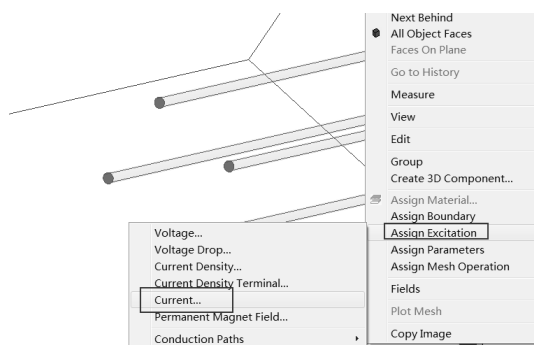 Next Behind
All Object Faces
Faces On Plane
Go to History
Measure
View
Edit
Group
Create 3D Component...
Assign Material...
Assign Boundary
Assign Excitation
Assign Parameters
Assign Mesh Operation
Fields
Plot Mesh
Copy Image
Voltage...
Voltage Drop...
Current Density...
Current Density Terminal...
Current...
Permanent Magnet Field...
Conduction Paths